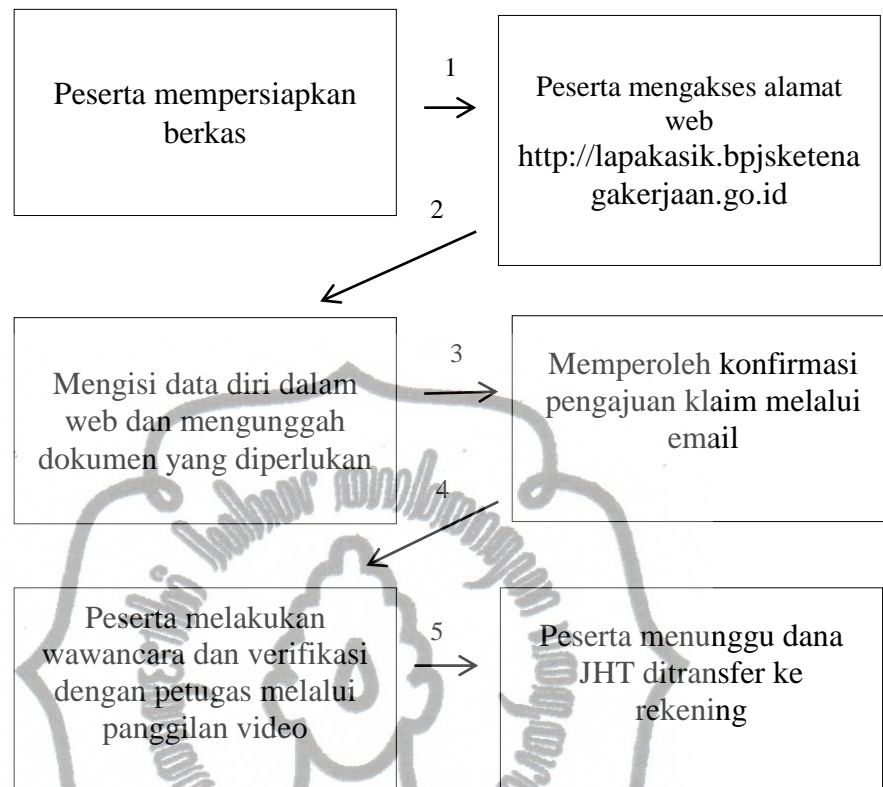 Peserta mempersiapkan
berkas
1
Peserta mengakses alamat
web
http://lapakasik.bpjsketena
gakerjaan.go.id
2
Mengisi data diri dalam
web dan mengunggah
dokumen yang diperlukan
3
Memperoleh konfirmasi
pengajuan klaim melalui
email
4
Peserta melakukan
wawancara dan verifikasi
dengan petugas melalui
panggilan video
5
Peserta menunggu dana
JHT ditransfer ke
rekening